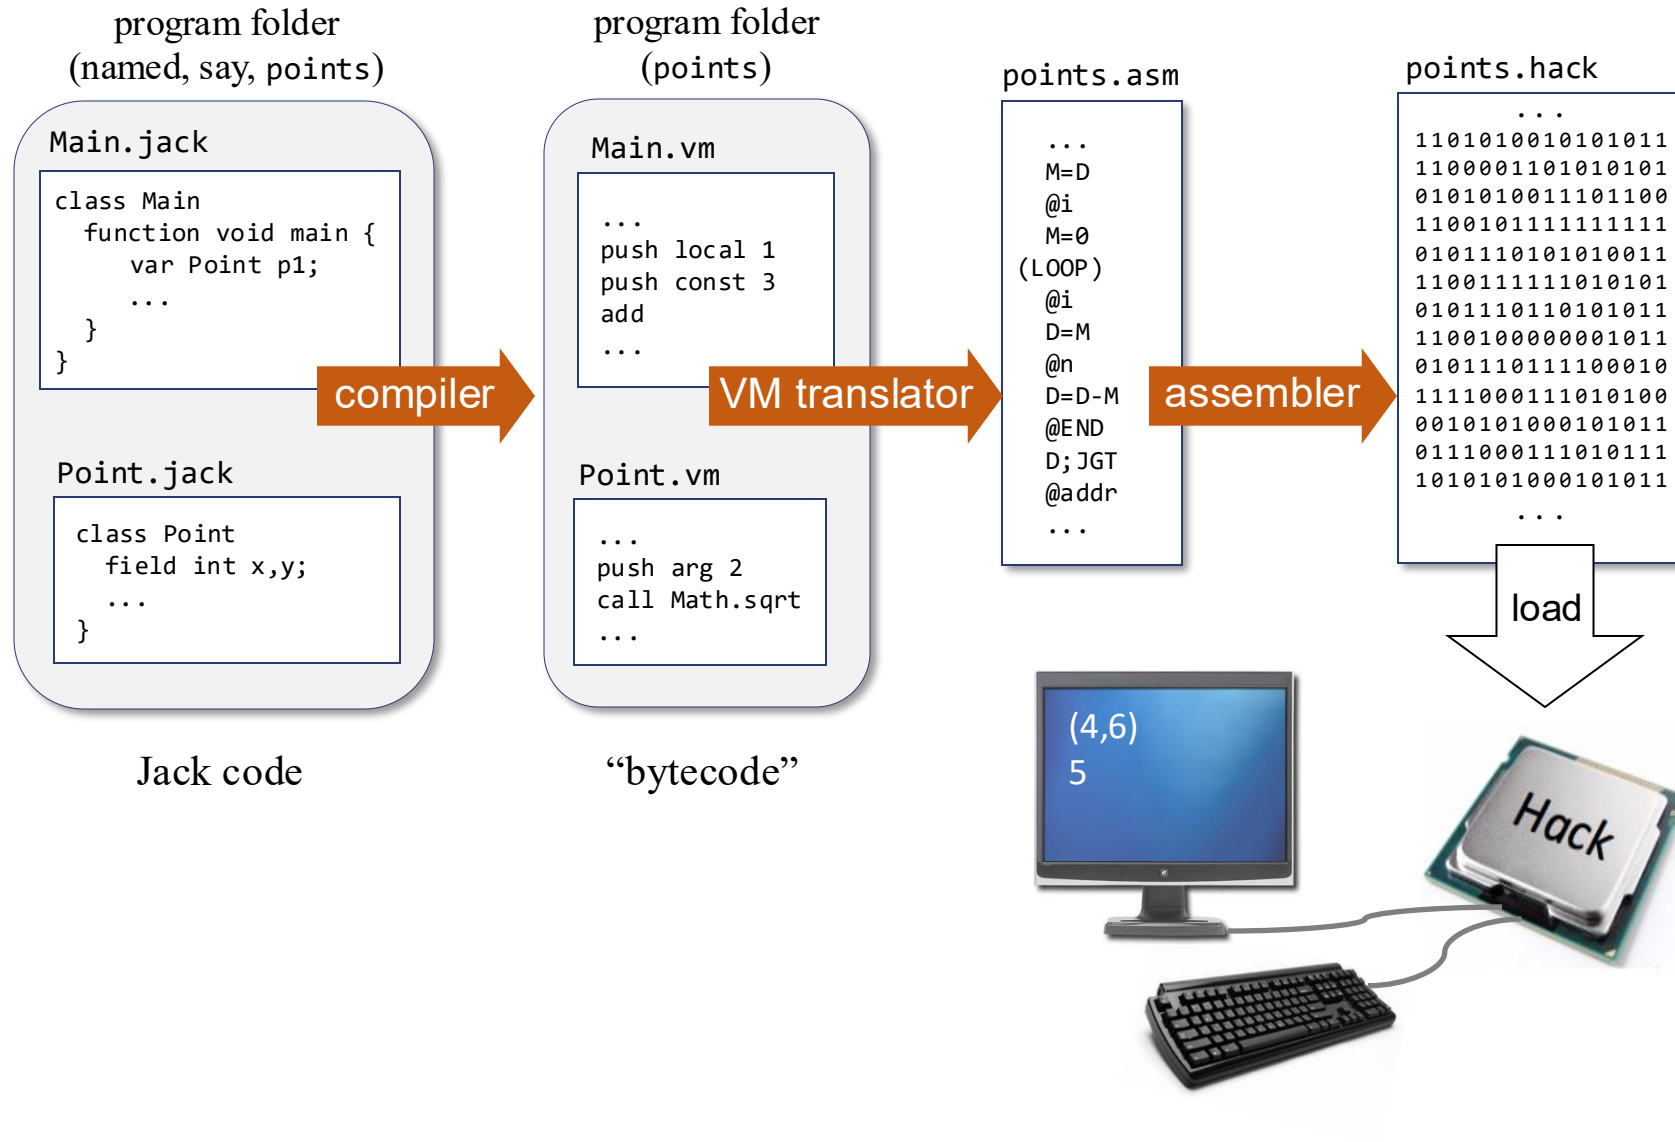 program folder
(named, say, points)
Main.jack
class Main
function void main {
var Point p1;
...
}
}
Point.jack
class Point
field int x,y;
...
}
Jack code
compiler
program folder
(points)
Main.vm
...
push local 1
push const 3
add
...
Point.vm
...
push arg 2
call Math.sqrt
...
“bytecode”
VM translator
points.asm
...
M=D
@i
M=0
(LOOP)
@i
D=M
@n
D=D-M
@END
D;JGT
@addr
...
assembler
points.hack
...
1101010010101011
1100001101010101
0101010011101100
1100101111111111
0101110101010011
1100111111010101
0101110110101011
1100100000001011
0101110111100010
1111000111010100
0010101000101011
0111000111010111
1010101000101011
...
load
(4,6)
5
Hack